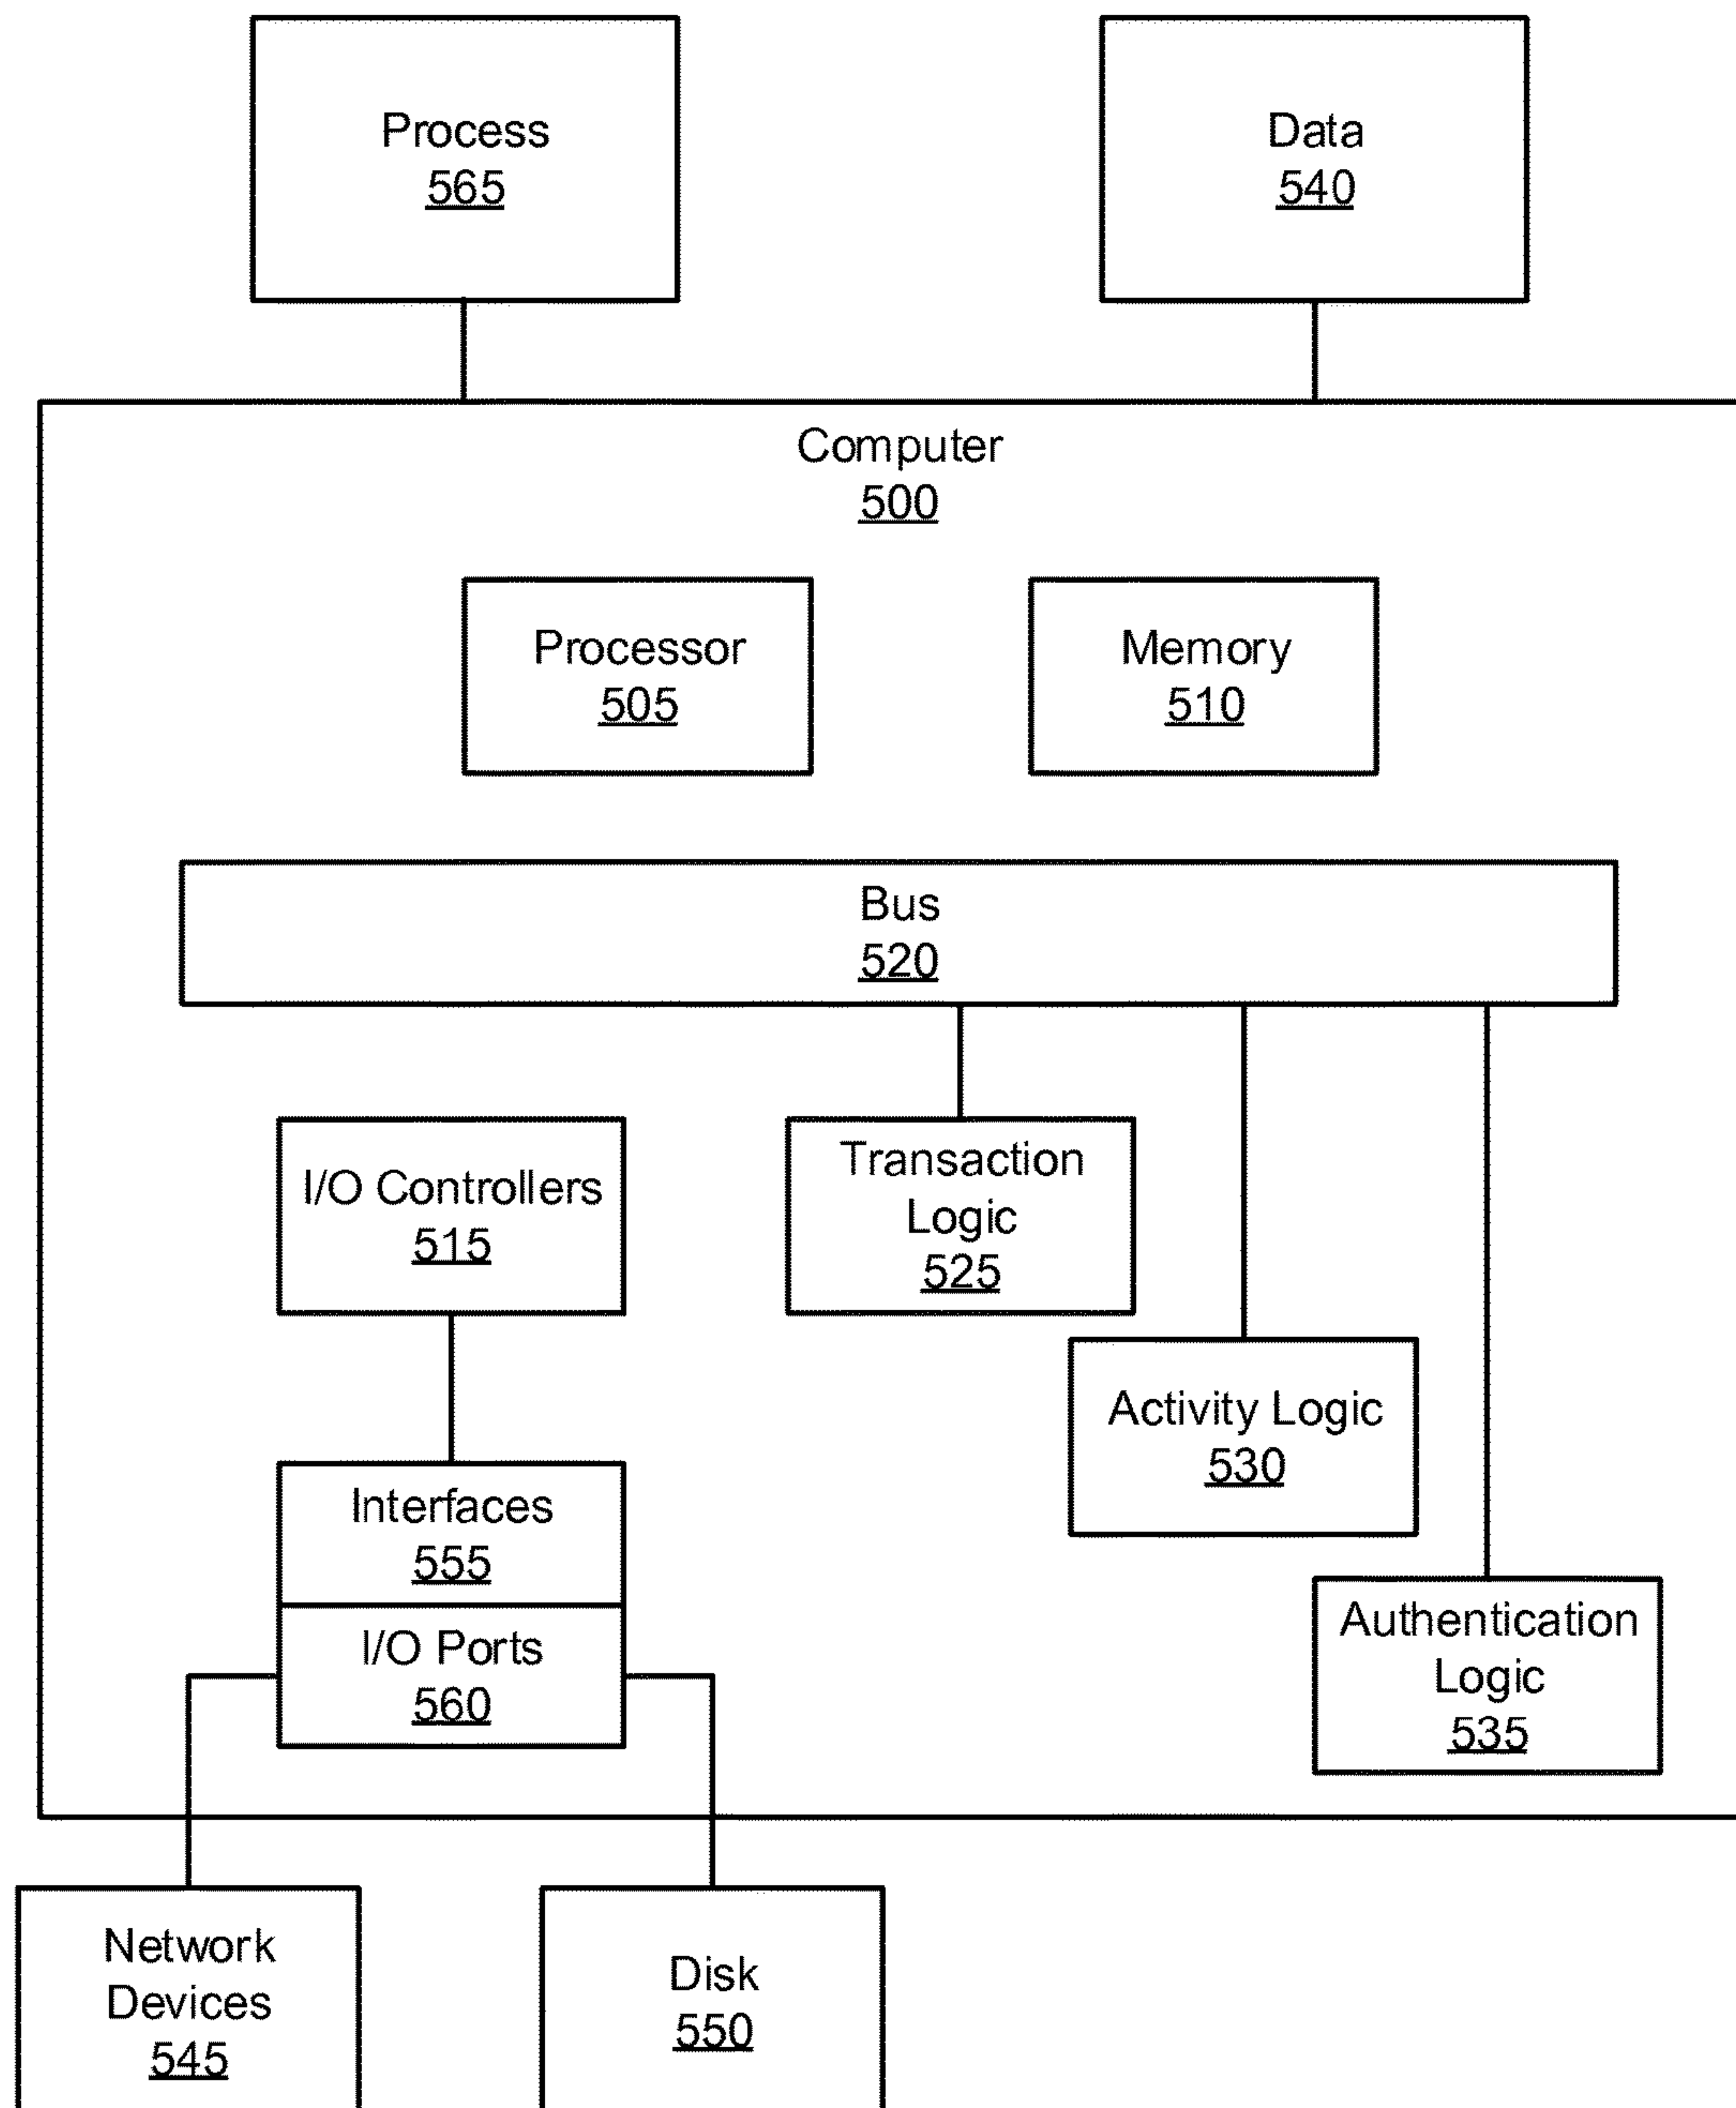 Process
565
Data
540
Computer
500
Processor
505
Memory
510
Bus
520
I/O Controllers
515
Transaction
Logic
525
Activity Logic
530
Interfaces
555
I/O Ports
560
Authentication
Logic
535
Network
Devices
545
Disk
550